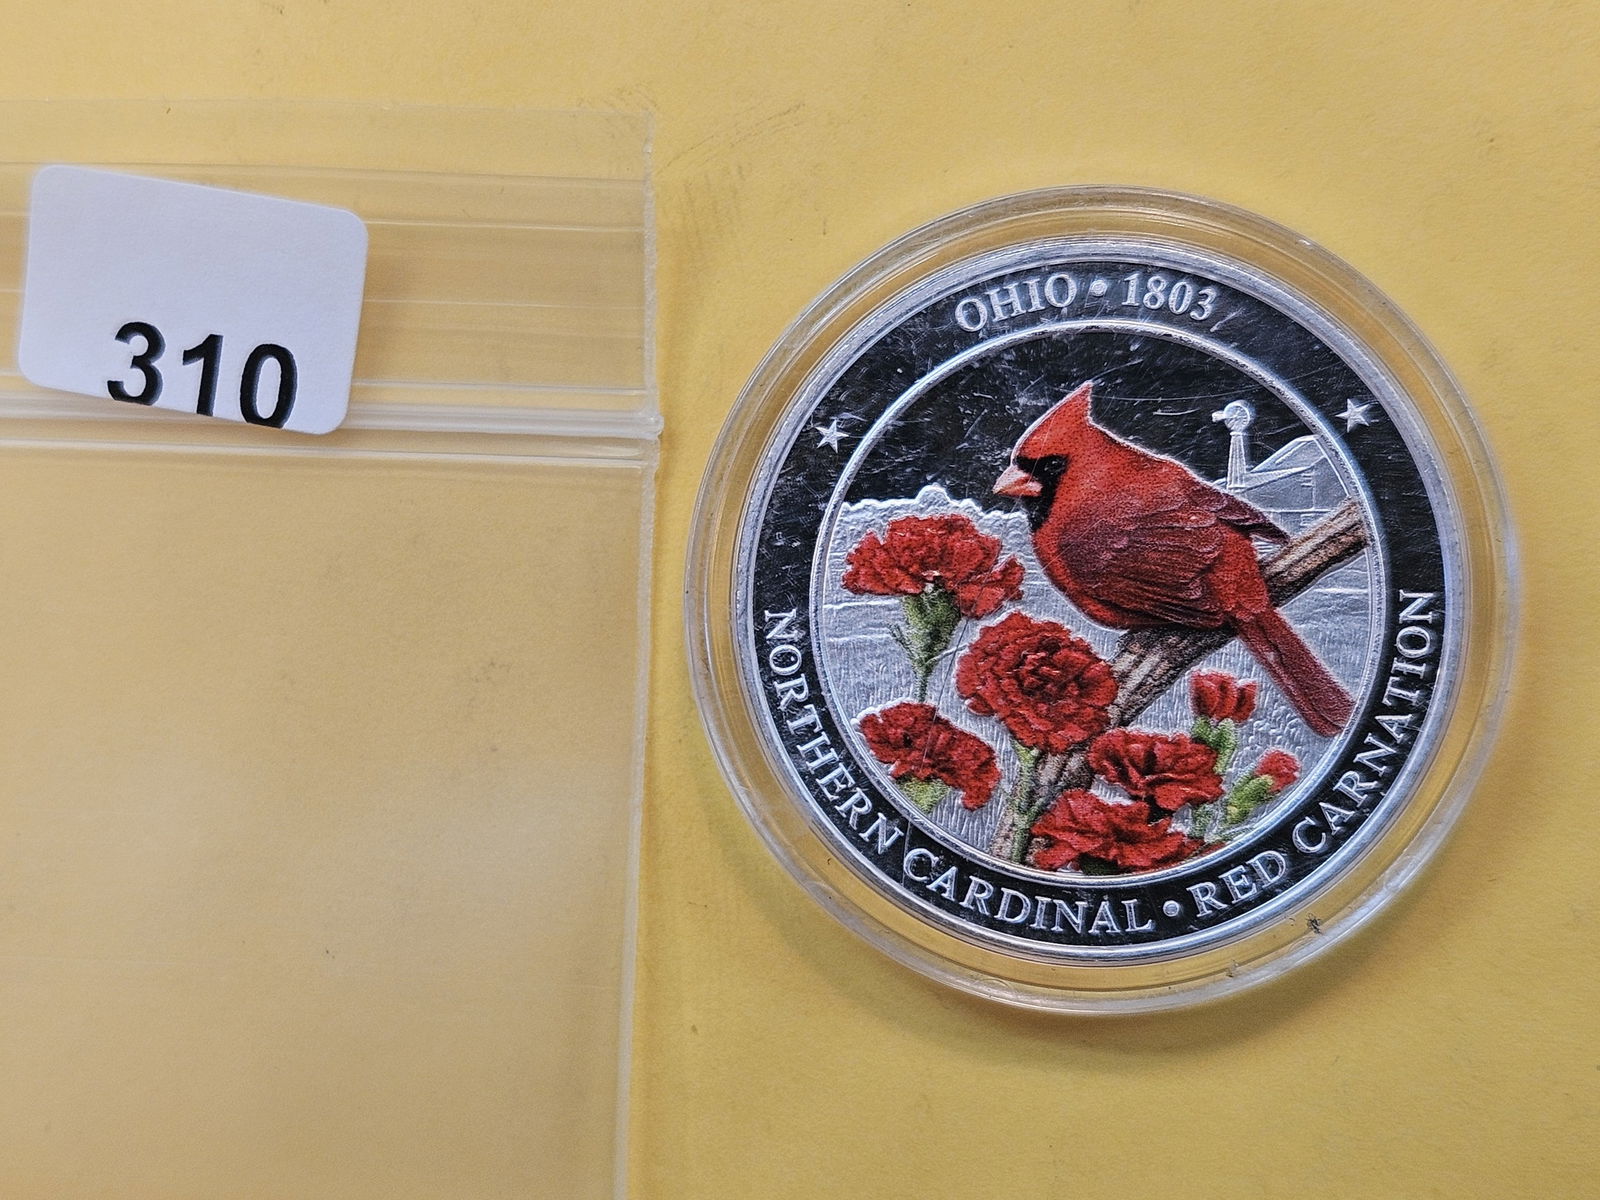 310
OHIO • 1803
NORTHERN CARDINAL • RED CARNATION